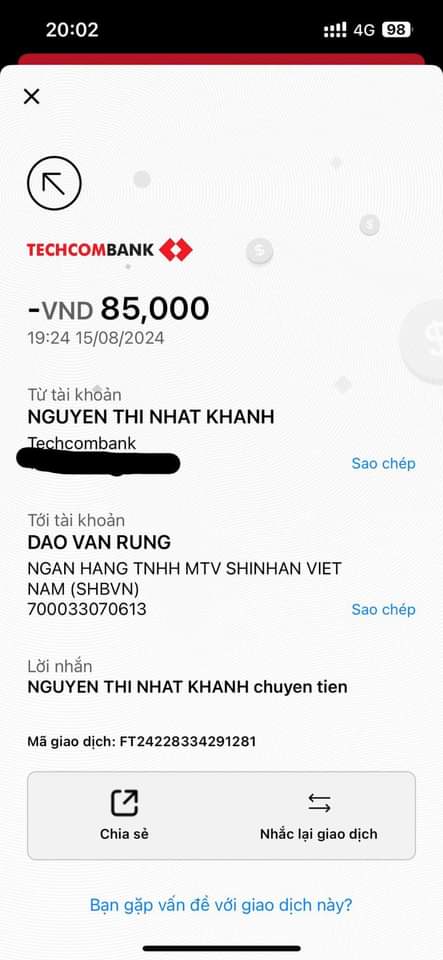 20:02
4G 98
TECHCOMBANK
-VND 85,000
19:24 15/08/2024
Từ tài khoản
NGUYEN THI NHAT KHANH
Techcombank
Sao chép
Tới tài khoản
DAO VAN RUNG
NGAN HANG TNHH MTV SHINHAN VIET
NAM (SHBVN)
700033070613
Sao chép
Lời nhắn
NGUYEN THI NHAT KHANH chuyen tien
Mã giao dịch: FT24228334291281
Chia sẻ
Nhắc lại giao dịch
Bạn gặp vấn đề với giao dịch này?